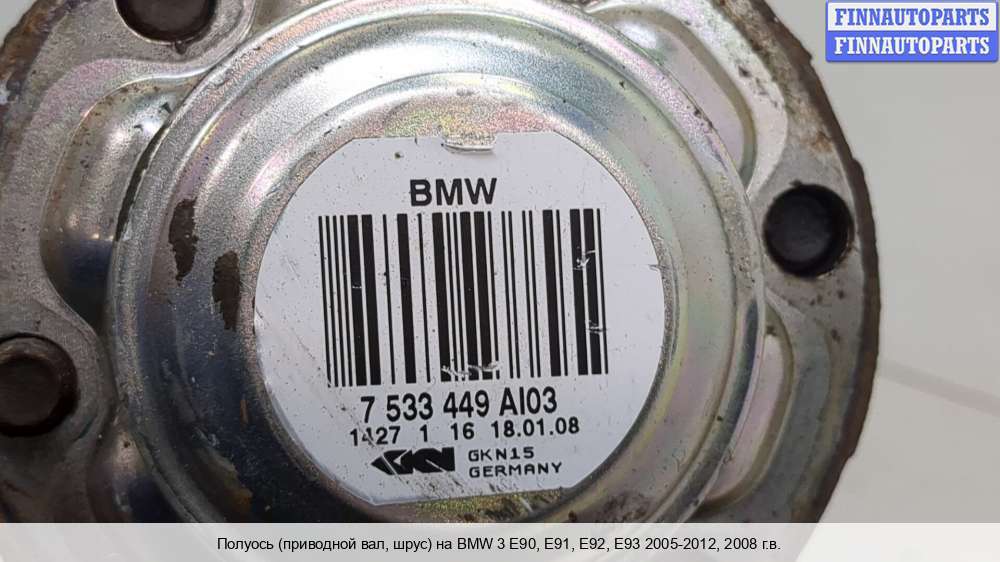 FINNAUTOPARTS
FINNAUTOPARTS
BMW
7 533 449 AI03
1427 1 16 18.01.08
GKN GKN15
GERMANY
Полуось (приводной вал, шрус) на BMW 3 E90, E91, E92, E93 2005-2012, 2008 г.в.